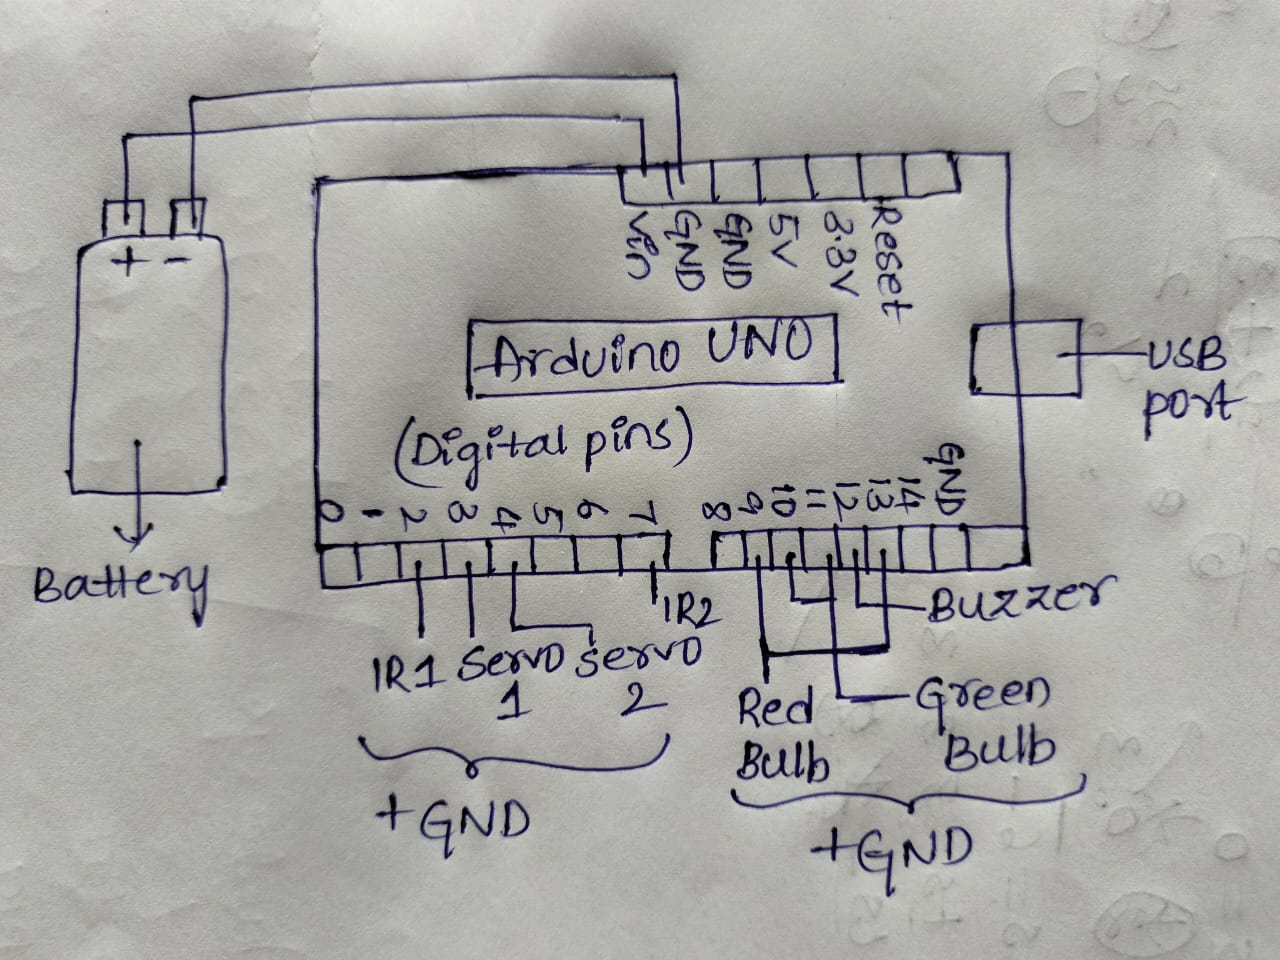 + -
Vin
GND
GND
5V
3.3V
Reset
Arduino UNO
(Digital pins)
USB
port
0 1 2 3 4 5 6 7 8 9 10 11 12 13 14 GND
Battery
IR1
Servo
1
Servo
2
IR2
Buzzer
Red
Bulb
Green
Bulb
+GND
+GND